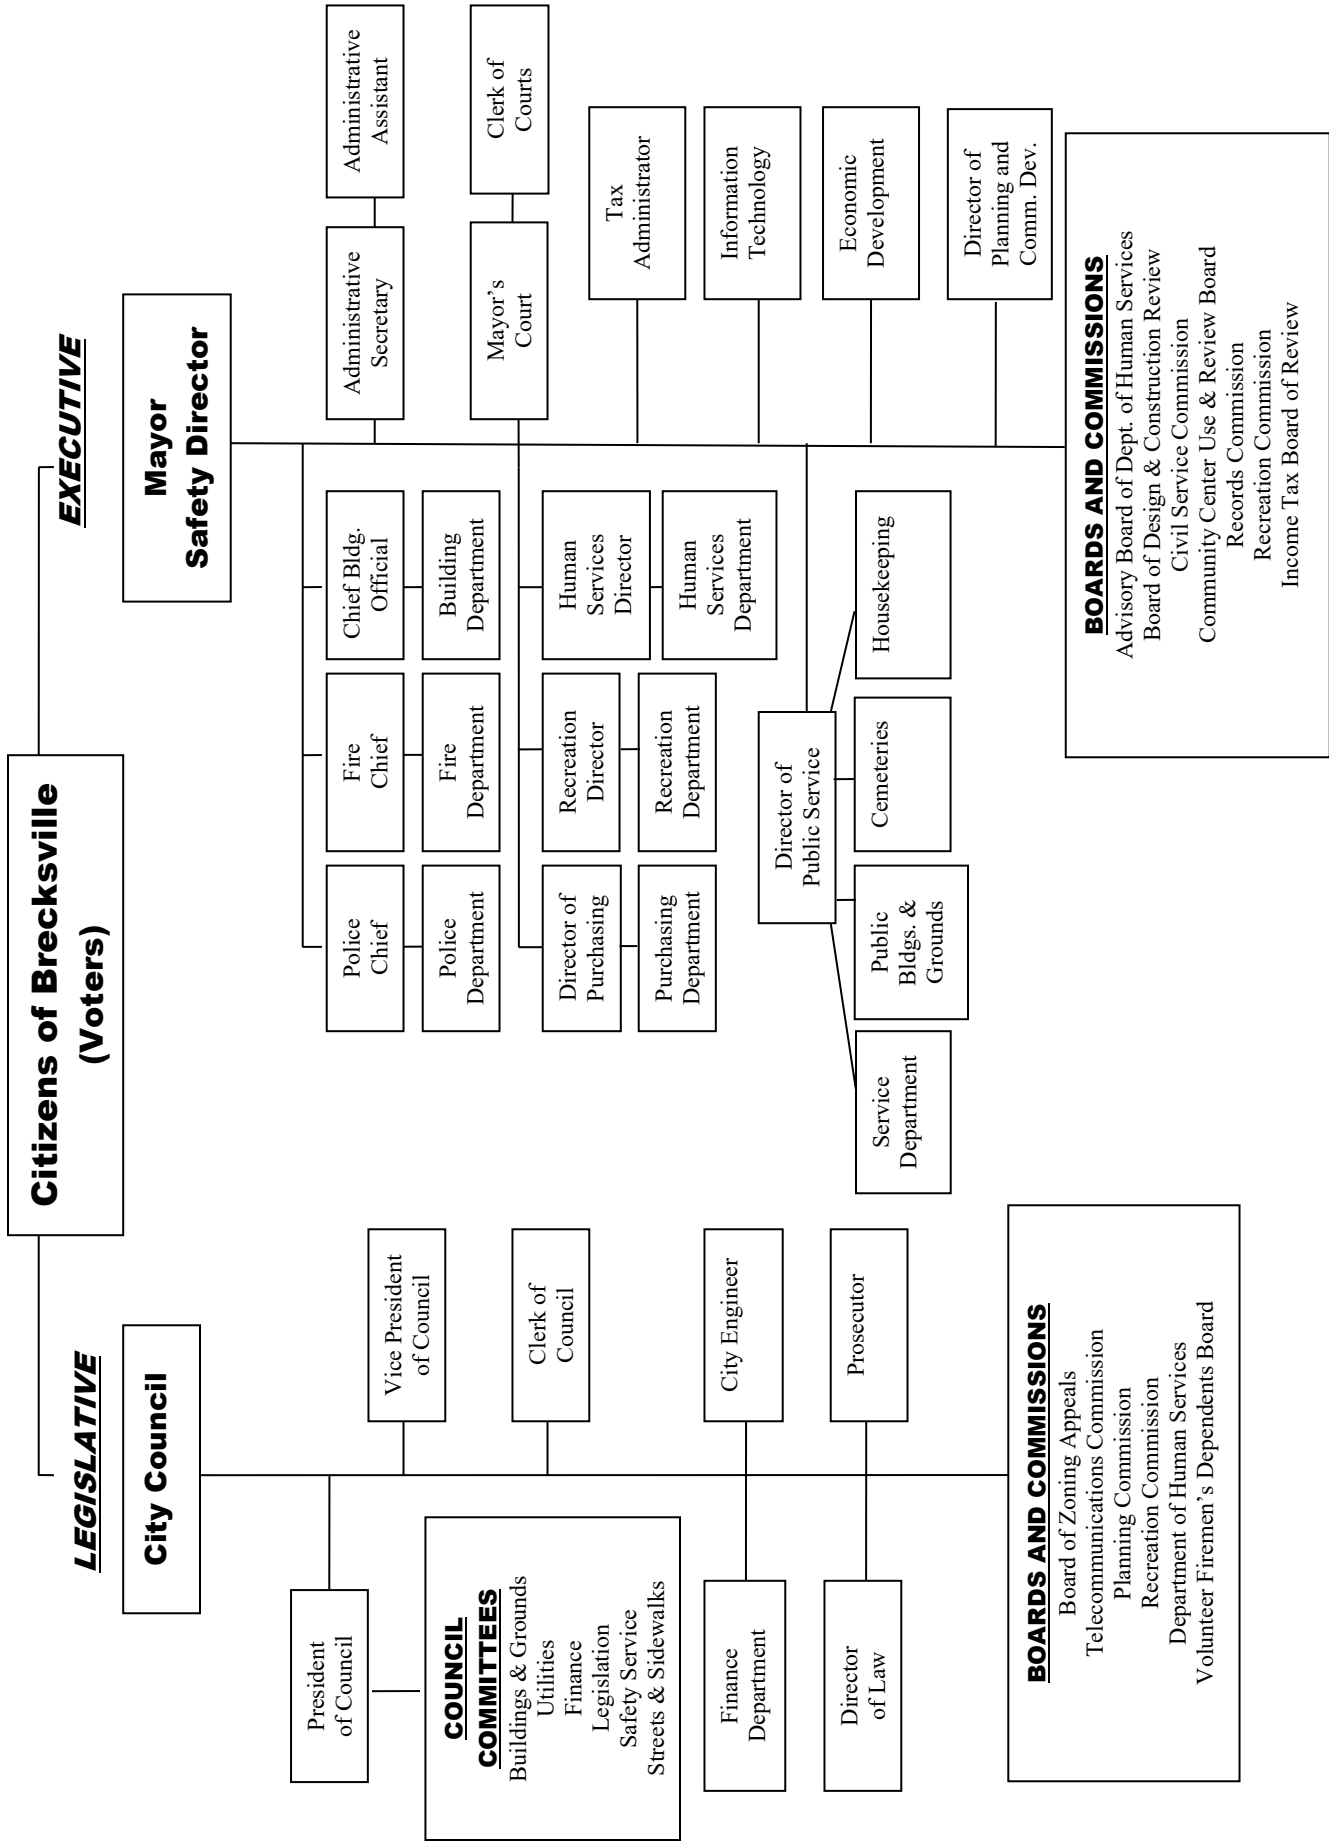 Citizens of Brecksville
(Voters)
LEGISLATIVE
City Council
President
of Council
Vice President
of Council
COUNCIL
COMMITTEES
Buildings & Grounds
Utilities
Finance
Legislation
Safety Service
Streets & Sidewalks
Clerk of
Council
Finance
Department
City Engineer
Director
of Law
Prosecutor
BOARDS AND COMMISSIONS
Board of Zoning Appeals
Telecommunications Commission
Planning Commission
Recreation Commission
Department of Human Services
Volunteer Firemen’s Dependents Board
EXECUTIVE
Mayor
Safety Director
Police
Chief
Fire
Chief
Chief Bldg.
Official
Administrative
Secretary
Administrative
Assistant
Police
Department
Fire
Department
Building
Department
Mayor’s
Court
Clerk of
Courts
Director of
Purchasing
Recreation
Director
Human
Services
Director
Tax
Administrator
Purchasing
Department
Recreation
Department
Human
Services
Department
Information
Technology
Director of
Public Service
Economic
Development
Service
Department
Public
Bldgs. &
Grounds
Cemeteries
Housekeeping
Director of
Planning and
Comm. Dev.
BOARDS AND COMMISSIONS
Advisory Board of Dept. of Human Services
Board of Design & Construction Review
Civil Service Commission
Community Center Use & Review Board
Records Commission
Recreation Commission
Income Tax Board of Review